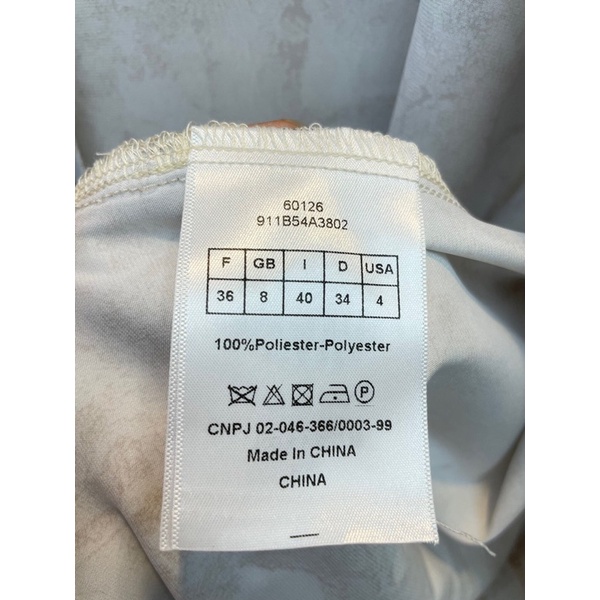 60126
911B54A3802
F GB I D USA
36 8 40 34 4
100%Poliester-Polyester
P
CNPJ 02-046-366/0003-99
Made In CHINA
CHINA